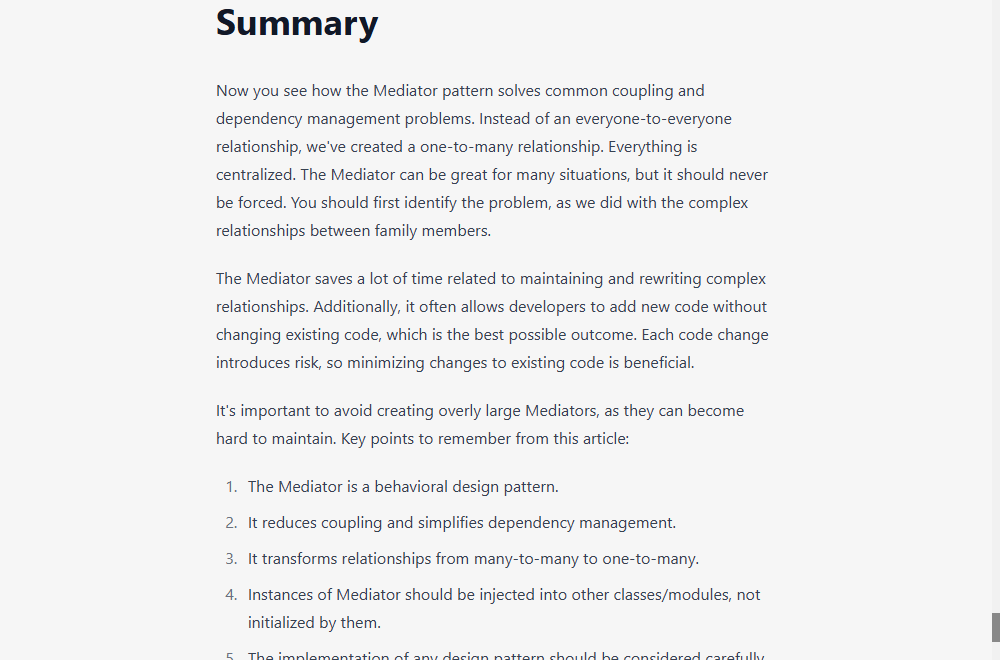 Summary
Now you see how the Mediator pattern solves common coupling and
dependency management problems. Instead of an everyone-to-everyone
relationship, we've created a one-to-many relationship. Everything is
centralized. The Mediator can be great for many situations, but it should never
be forced. You should first identify the problem, as we did with the complex
relationships between family members.
The Mediator saves a lot of time related to maintaining and rewriting complex
relationships. Additionally, it often allows developers to add new code without
changing existing code, which is the best possible outcome. Each code change
introduces risk, so minimizing changes to existing code is beneficial.
It's important to avoid creating overly large Mediators, as they can become
hard to maintain. Key points to remember from this article:
1. The Mediator is a behavioral design pattern.
2. It reduces coupling and simplifies dependency management.
3. It transforms relationships from many-to-many to one-to-many.
4. Instances of Mediator should be injected into other classes/modules, not
initialized by them.
5. The implementation of any design pattern should be considered carefully